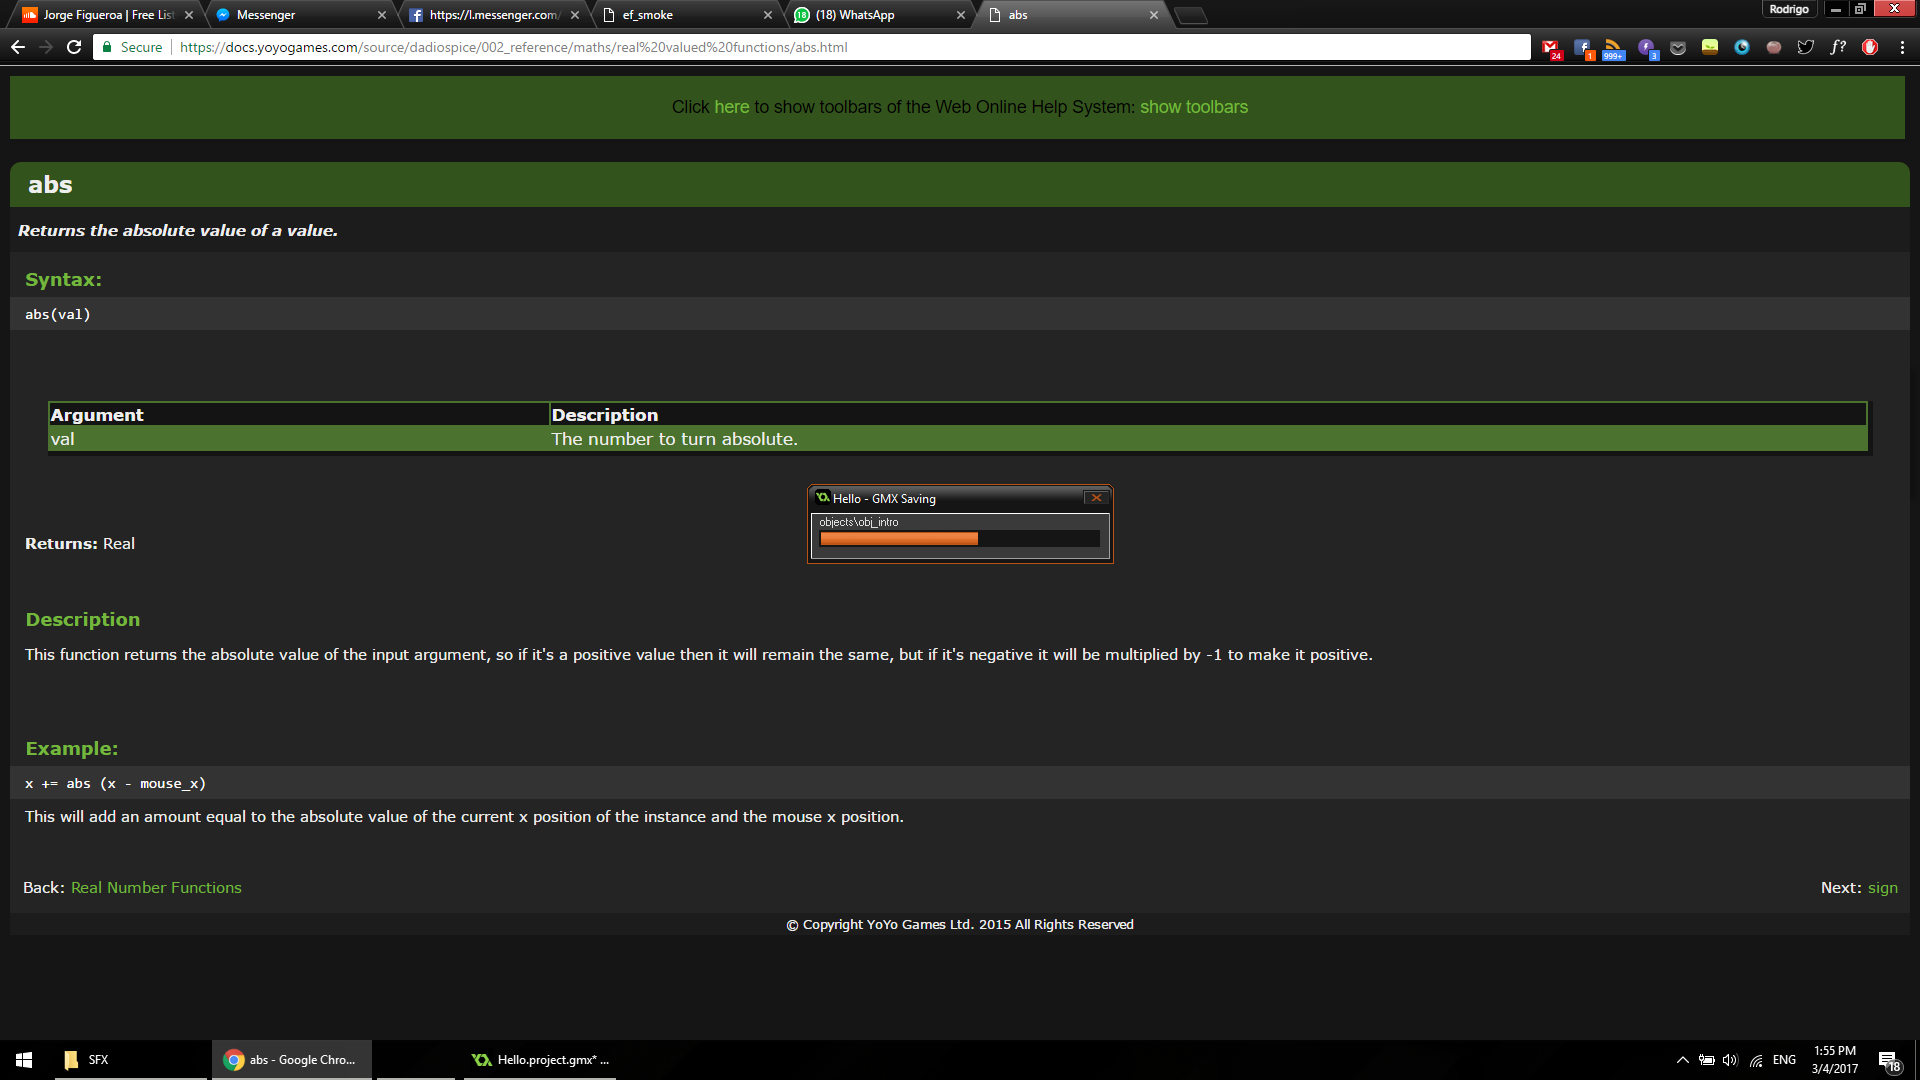 Jorge Figueroa | Free List
Messenger
https://l.messenger.com/
ef_smoke
(18) WhatsApp
abs
Rodrigo
Secure
https://docs.yoyogames.com/source/dadiospice/002_reference/maths/real%20valued%20functions/abs.html
24
1
999+
3
f?
Click here to show toolbars of the Web Online Help System: show toolbars
abs
Returns the absolute value of a value.
Syntax:
abs(val)
Argument Description
val The number to turn absolute.
Hello - GMX Saving
objects\obj_intro
Returns: Real
Description
This function returns the absolute value of the input argument, so if it's a positive value then it will remain the same, but if it's negative it will be multiplied by -1 to make it positive.
Example:
x += abs (x - mouse_x)
This will add an amount equal to the absolute value of the current x position of the instance and the mouse x position.
Back: Real Number Functions
Next: sign
© Copyright YoYo Games Ltd. 2015 All Rights Reserved
SFX
abs - Google Chro...
Hello.project.gmx* ...
ENG
1:55 PM
3/4/2017
18